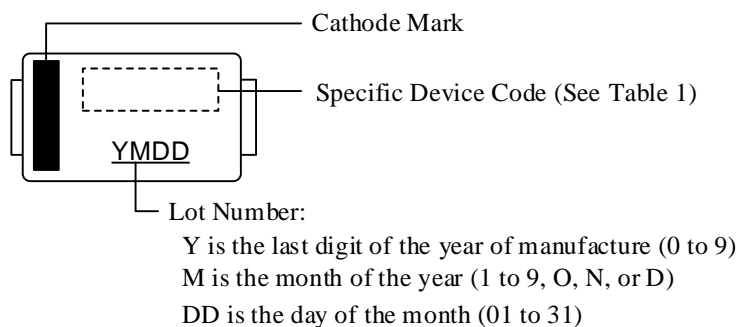 Cathode Mark
Specific Device Code (See Table 1)
YMDD
Lot Number:
Y is the last digit of the year of manufacture (0 to 9)
M is the month of the year (1 to 9, O, N, or D)
DD is the day of the month (01 to 31)